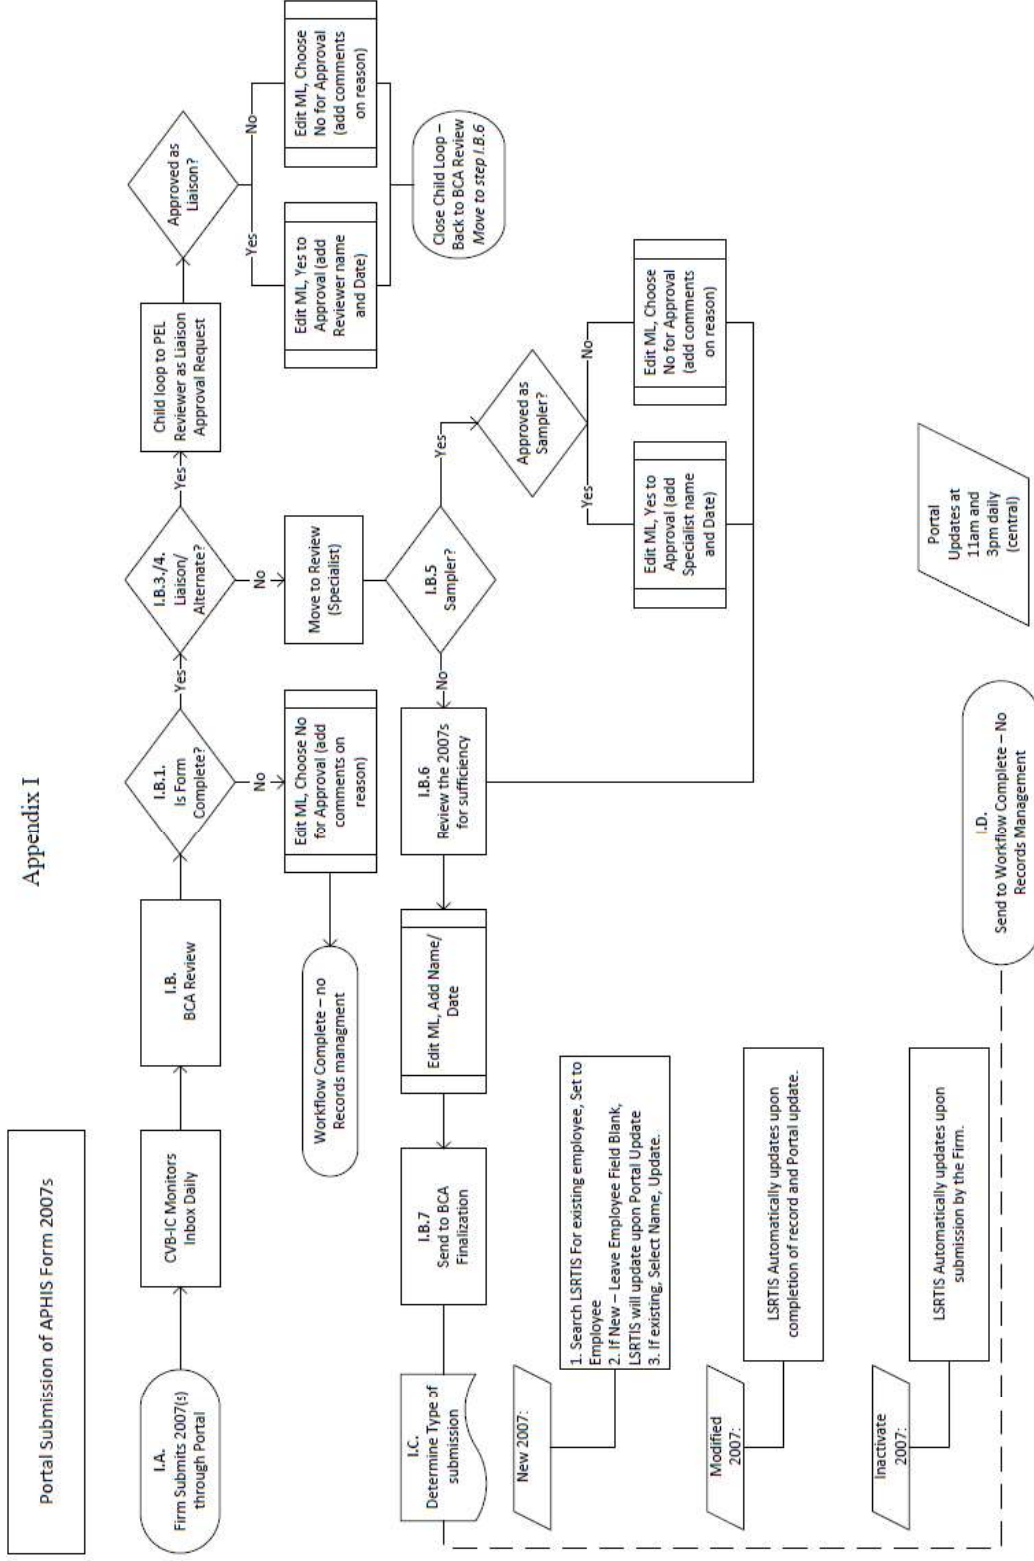 Appendix I
Portal Submission of APHIS Form 2007s
I.A.
Firm Submits 2007(s)
through Portal
CVB-IC Monitors
Inbox Daily
I.B.
BCA Review
I.B.1.
Is Form
Complete?
Yes
I.B.3./4.
Liaison/
Alternate?
Yes
Child loop to PEL
Reviewer as Liaison
Approval Request
Approved as
Liaison?
No
Edit ML, Choose No
for Approval (add
comments on
reason)
Workflow Complete – no
Records managment
No
Move to Review
(Specialist)
Yes
No
Edit ML, Yes to
Approval (add
Reviewer name
and Date)
Edit ML, Choose
No for Approval
(add comments
on reason)
Close Child Loop –
Back to BCA Review
Move to step I.B.6
I.B.5
Sampler?
No
Yes
Approved as
Sampler?
Yes
No
Edit ML, Yes to
Approval (add
Specialist name
and Date)
Edit ML, Choose
No for Approval
(add comments
on reason)
I.B.6
Review the 2007s
for sufficiency
Edit ML, Add Name/
Date
I.B.7
Send to BCA
Finalization
I.C.
Determine Type of
submission
New 2007:
1. Search LSRTIS For existing employee, Set to
Employee
2. If New – Leave Employee Field Blank,
LSRTIS will update upon Portal Update
3. If existing, Select Name, Update.
Modified
2007:
LSRTIS Automatically updates upon
completion of record and Portal update.
Inactivate
2007:
LSRTIS Automatically updates upon
submission by the Firm.
I.D.
Send to Workflow Complete – No
Records Management
Portal
Updates at
11am and
3pm daily
(central)